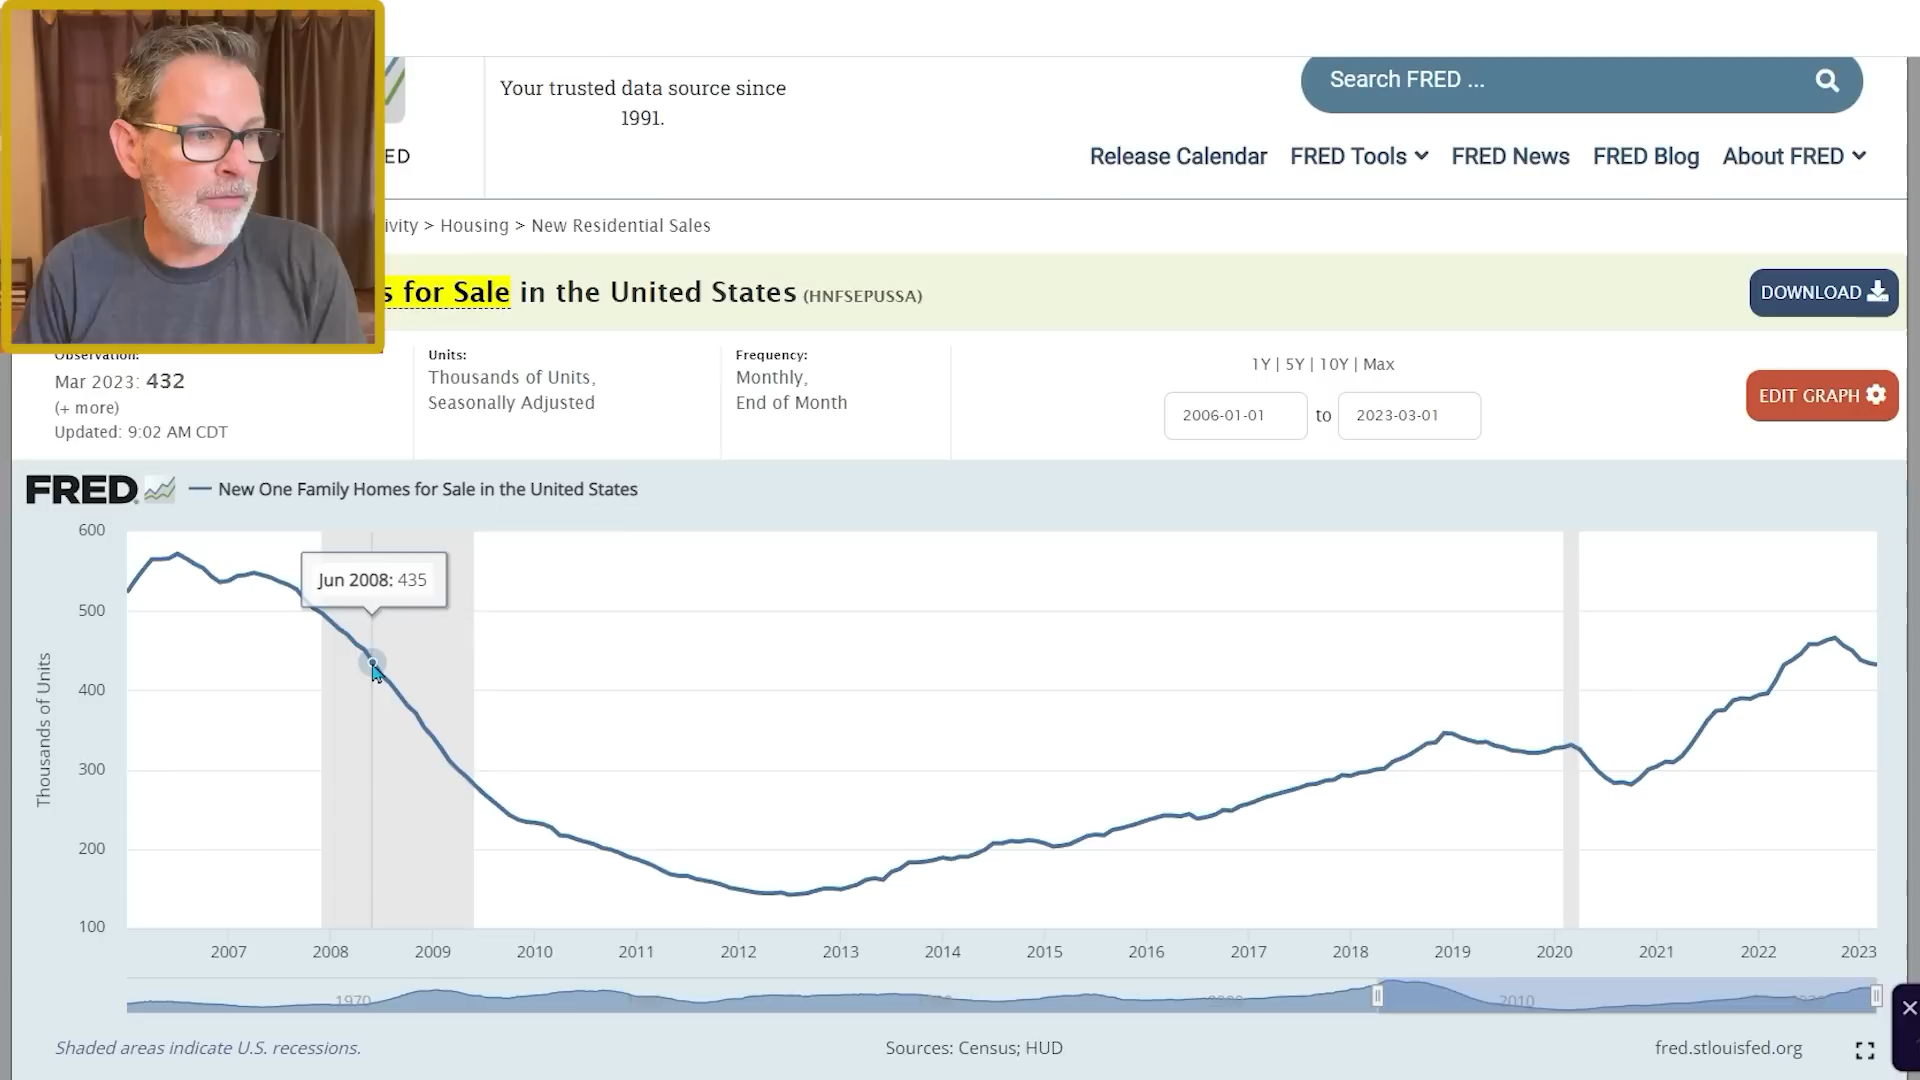 Your trusted data source since
1991.
Search FRED ...
ED
Release Calendar
FRED Tools
FRED News
FRED Blog
About FRED
ivity > Housing > New Residential Sales
s for Sale in the United States (HNFSEPUSSA)
DOWNLOAD
Observation:
Mar 2023: 432
(+ more)
Updated: 9:02 AM CDT
Units:
Thousands of Units,
Seasonally Adjusted
Frequency:
Monthly,
End of Month
1Y | 5Y | 10Y | Max
2006-01-01 to 2023-03-01
EDIT GRAPH
FRED
New One Family Homes for Sale in the United States
Jun 2008: 435
Thousands of Units
600
500
400
300
200
100
2007 2008 2009 2010 2011 2012 2013 2014 2015 2016 2017 2018 2019 2020 2021 2022 2023
1970 2010
Shaded areas indicate U.S. recessions.
Sources: Census; HUD
fred.stlouisfed.org